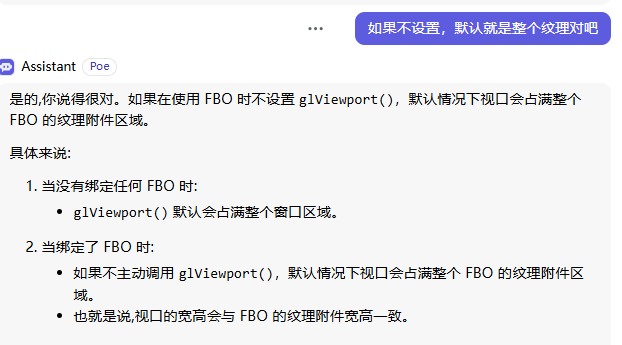 如果不设置，默认就是整个纹理对吧
Assistant Poe
是的,你说得很对。如果在使用 FBO 时不设置 glViewport()，默认情况下视口会占满整个
FBO 的纹理附件区域。
具体来说:
1. 当没有绑定任何 FBO 时:
• glViewport() 默认会占满整个窗口区域。
2. 当绑定了 FBO 时:
• 如果不主动调用 glViewport()，默认情况下视口会占满整个 FBO 的纹理附件区
域。
• 也就是说,视口的宽高会与 FBO 的纹理附件宽高一致。